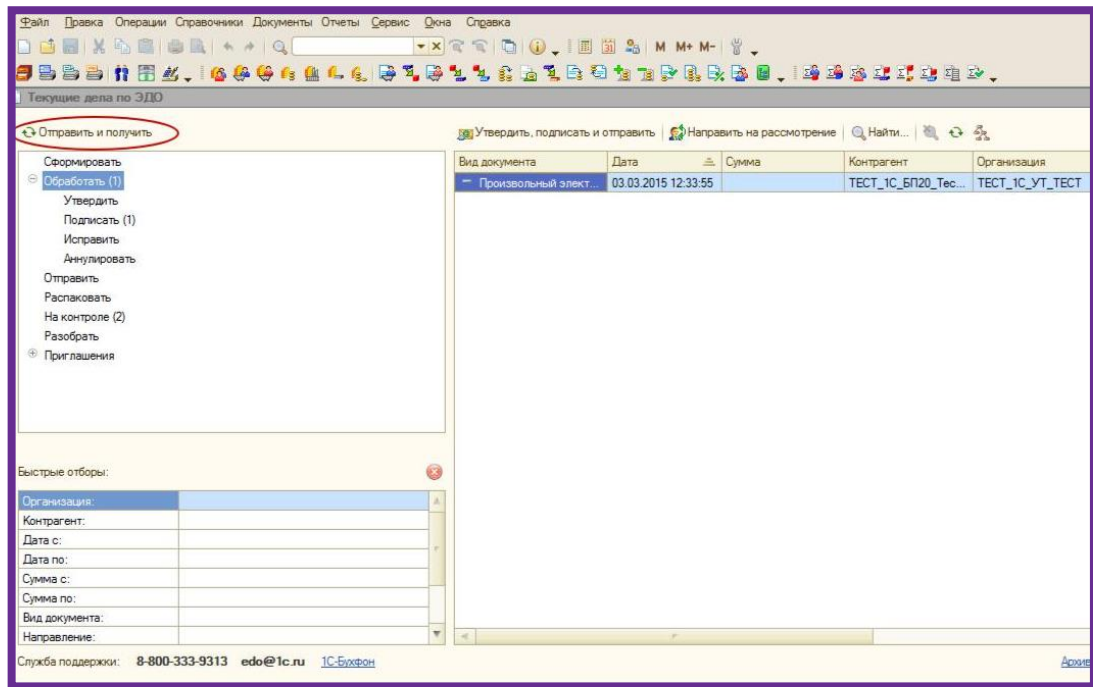 Файл Правка Операции Справочники Документы Отчеты Сервис Окна Справка
M M+ M-
Текущие дела по ЭДО
Отправить и получить
Утвердить, подписать и отправить Направить на рассмотрение Найти...
Сформировать
Обработать (1)
Утвердить
Подписать (1)
Исправить
Аннулировать
Отправить
Распаковать
На контроле (2)
Разобрать
Приглашения
Вид документа Дата Сумма Контрагент Организация
Произвольный элект... 03.03.2015 12:33:55 ТЕСТ_1С_БП20_Тес... ТЕСТ_1С_УТ_ТЕСТ
Быстрые отборы:
Организация:
Контрагент:
Дата с:
Дата по:
Сумма с:
Сумма по:
Вид документа:
Направление:
Служба поддержки: 8-800-333-9313 edo@1c.ru 1С-Бухфон
Архив